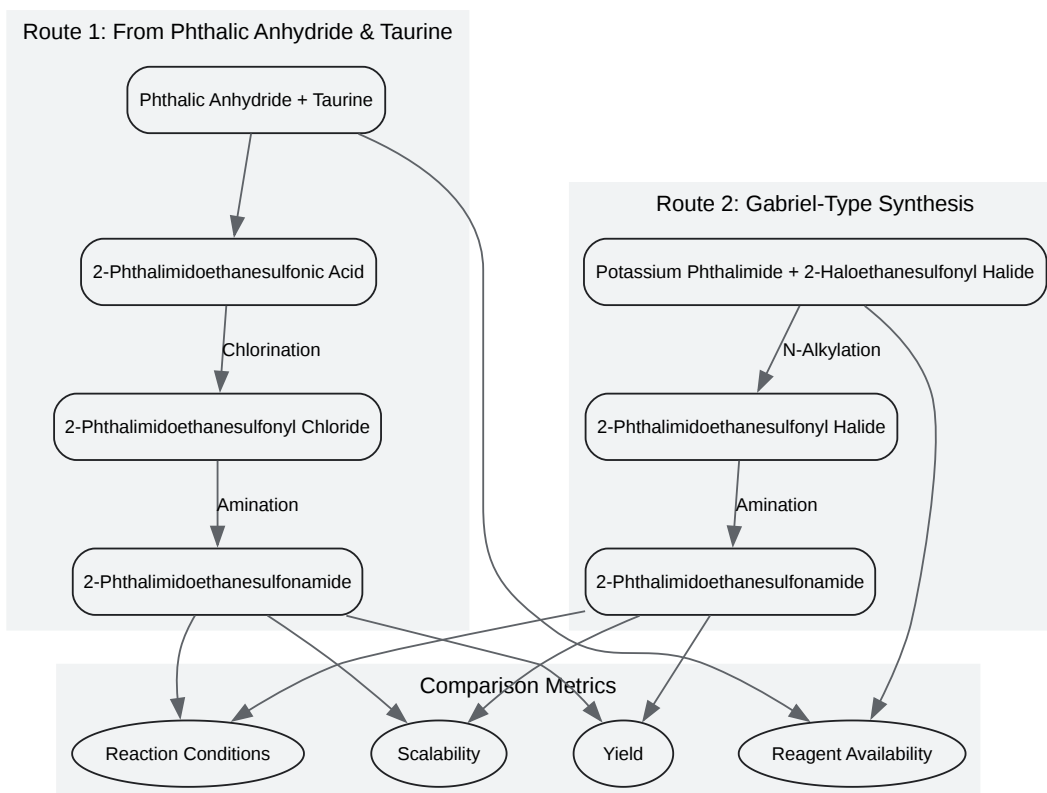 Route 1: From Phthalic Anhydride & Taurine
Phthalic Anhydride + Taurine
2-Phthalimidoethanesulfonic Acid
Chlorination
2-Phthalimidoethanesulfonyl Chloride
Amination
2-Phthalimidoethanesulfonamide
Route 2: Gabriel-Type Synthesis
Potassium Phthalimide + 2-Haloethanesulfonyl Halide
N-Alkylation
2-Phthalimidoethanesulfonyl Halide
Amination
2-Phthalimidoethanesulfonamide
Comparison Metrics
Reaction Conditions
Scalability
Yield
Reagent Availability